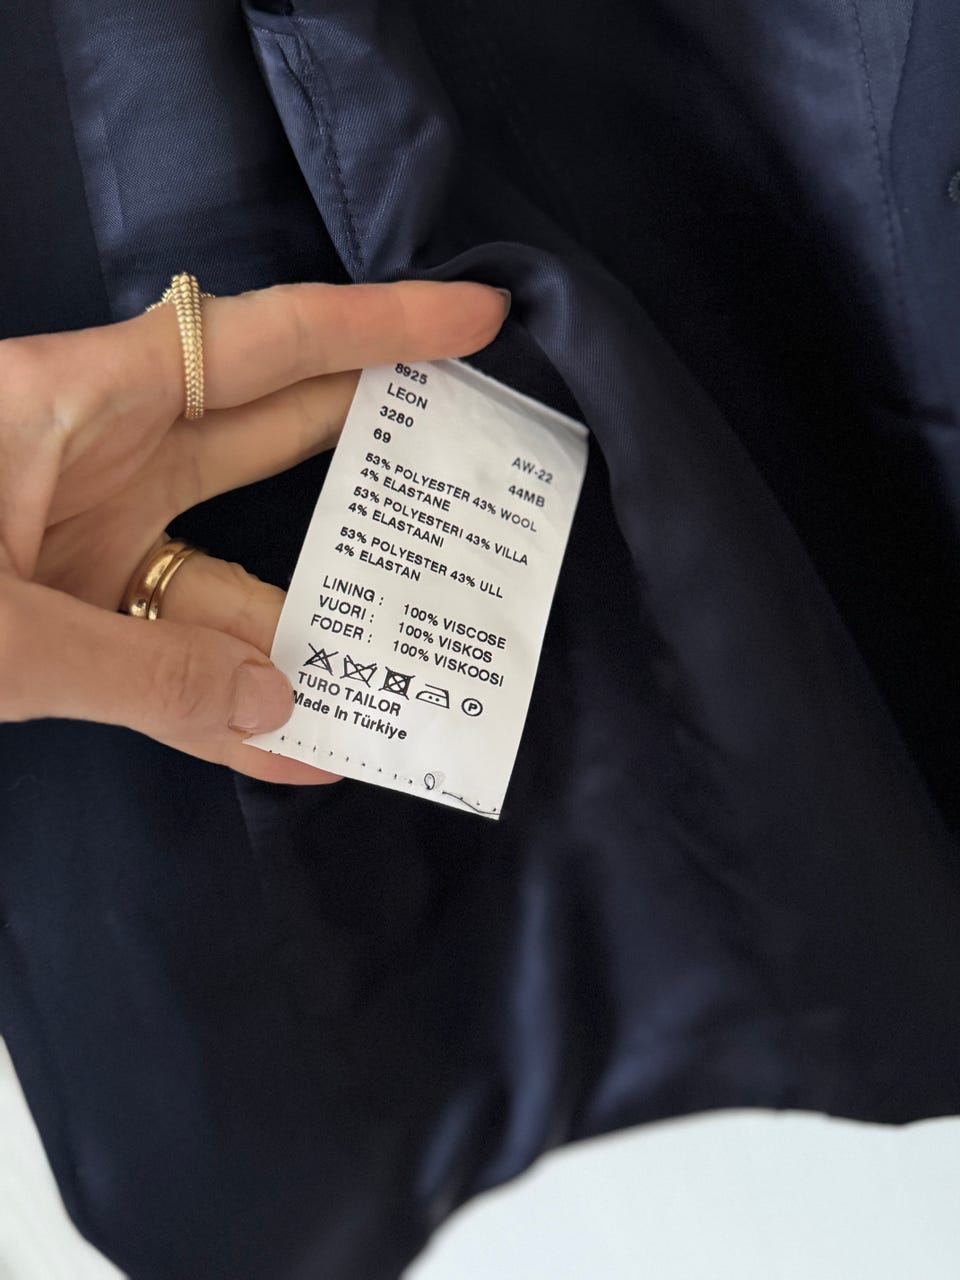 8925
LEON
3280
69
AW-22
44MB
53% POLYESTER 43% WOOL
4% ELASTANE
53% POLYESTERI 43% VILLA
4% ELASTAANI
53% POLYESTER 43% ULL
4% ELASTAN
LINING : 100% VISCOSE
VUORI : 100% VISKOS
FODER : 100% VISKOOSI
P
TURO TAILOR
Made In Türkiye